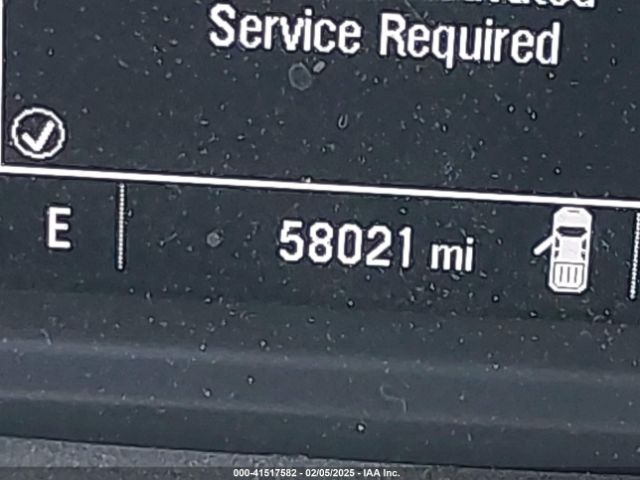 Service Required
E
58021 mi
000-41517582 - 02/05/2025 - IAA Inc.